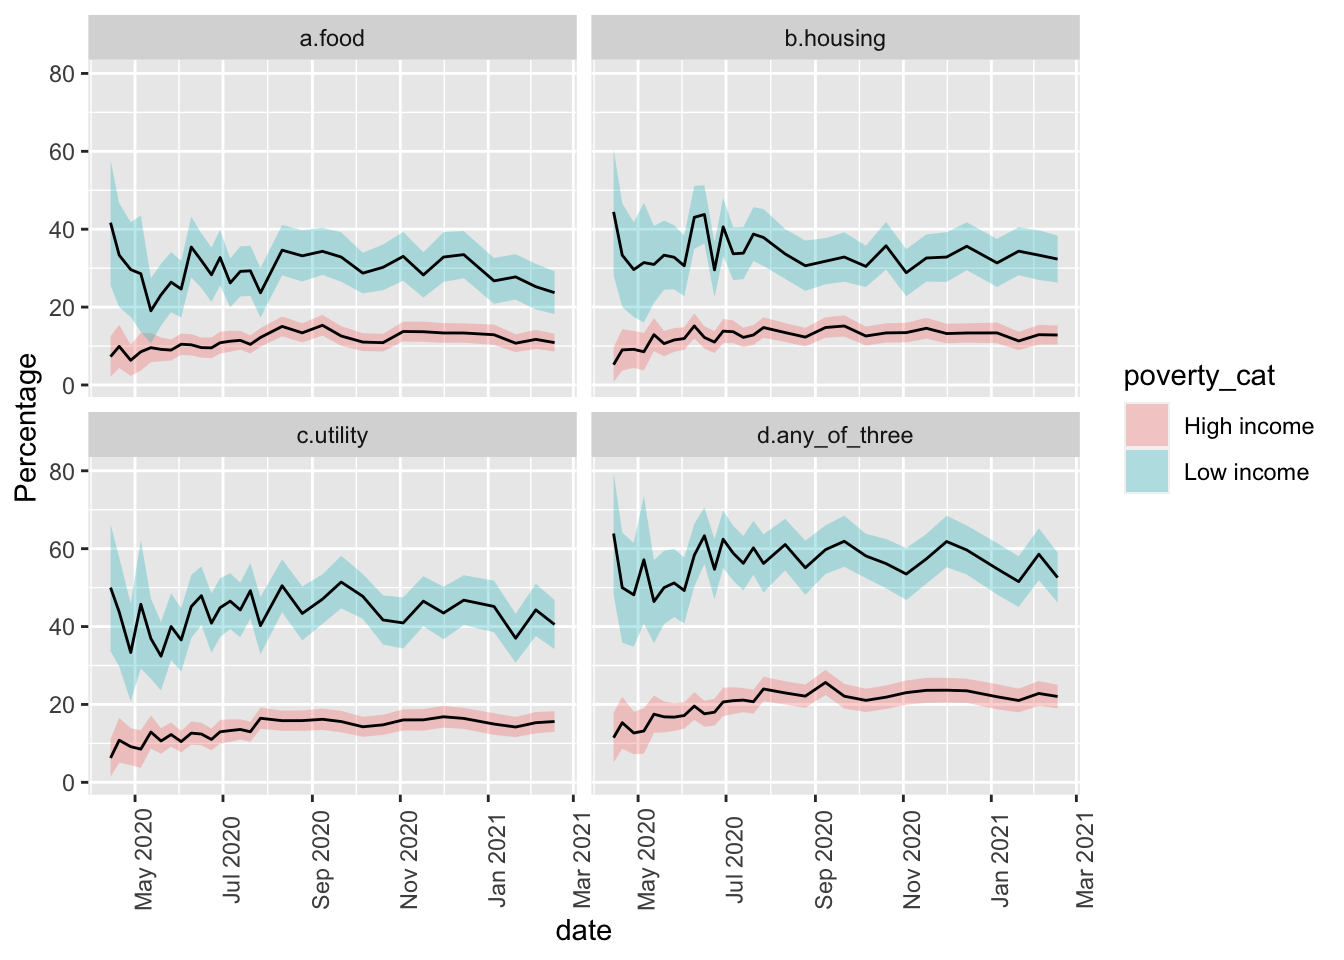 a.food
b.housing
80
60
40
20
0
c.utility
d.any_of_three
80
60
40
20
0
Percentage
May 2020
Jul 2020
Sep 2020
Nov 2020
Jan 2021
Mar 2021
May 2020
Jul 2020
Sep 2020
Nov 2020
Jan 2021
Mar 2021
date
poverty_cat
High income
Low income